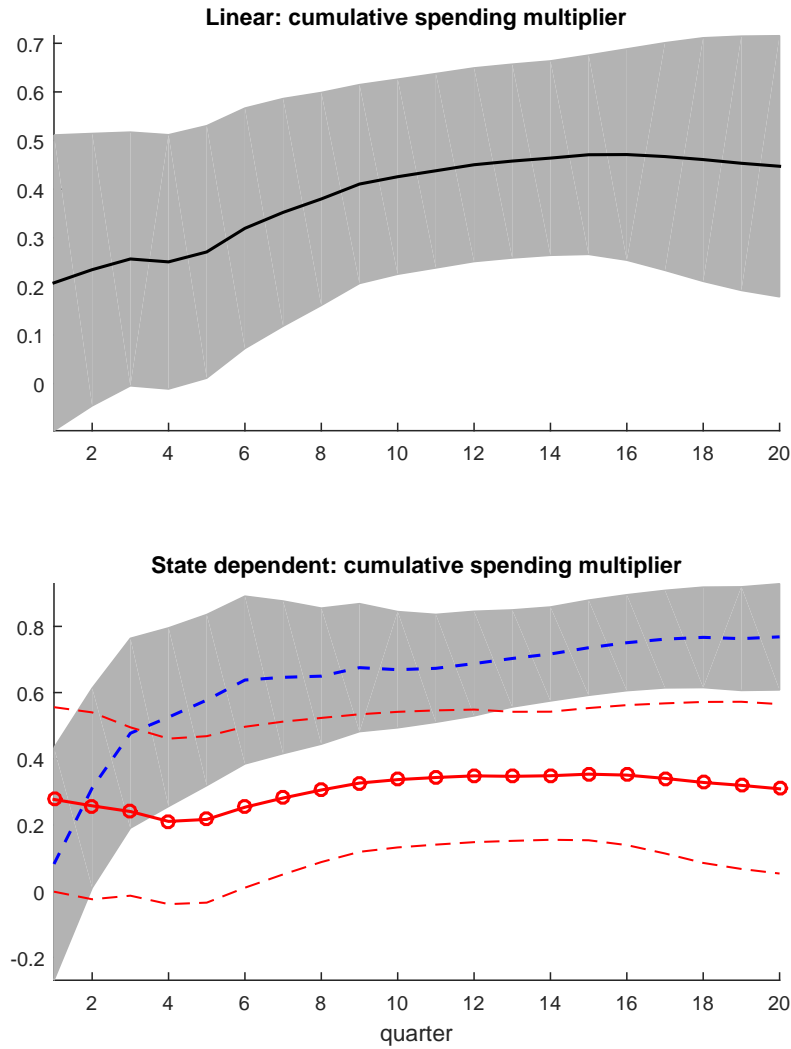 Linear: cumulative spending multiplier
0.7
0.6
0.5
0.4
0.3
0.2
0.1
0
2 4 6 8 10 12 14 16 18 20
State dependent: cumulative spending multiplier
0.8
0.6
0.4
0.2
0
-0.2
2 4 6 8 10 12 14 16 18 20
quarter